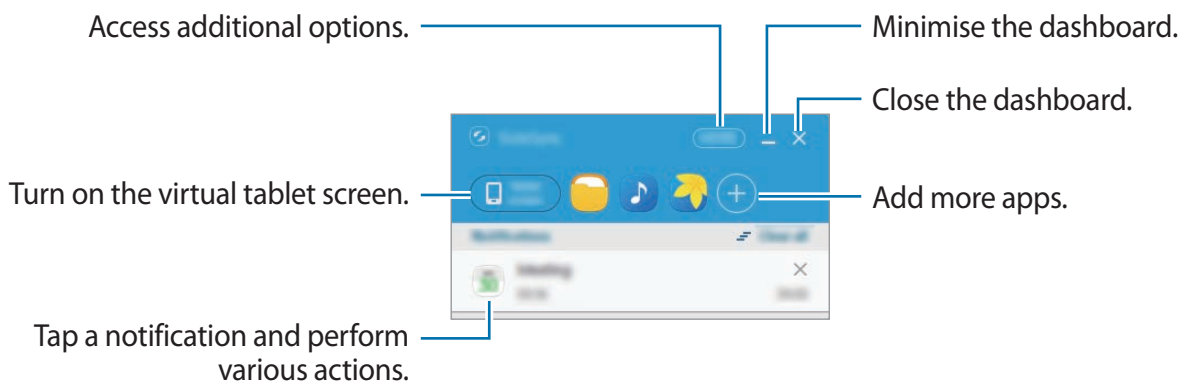 Access additional options.
Minimise the dashboard.
Close the dashboard.
Turn on the virtual tablet screen.
Add more apps.
30
Tap a notification and perform
various actions.